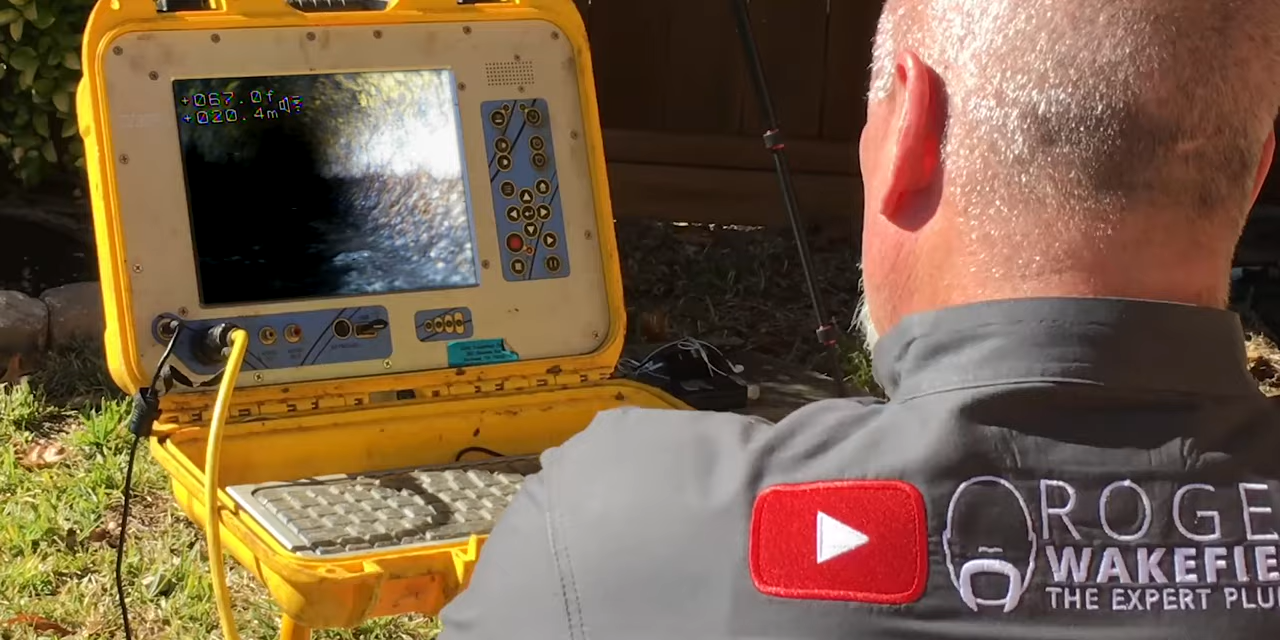 +067.0f
+020.4m
ROGE
WAKEFIE
THE EXPERT PLU